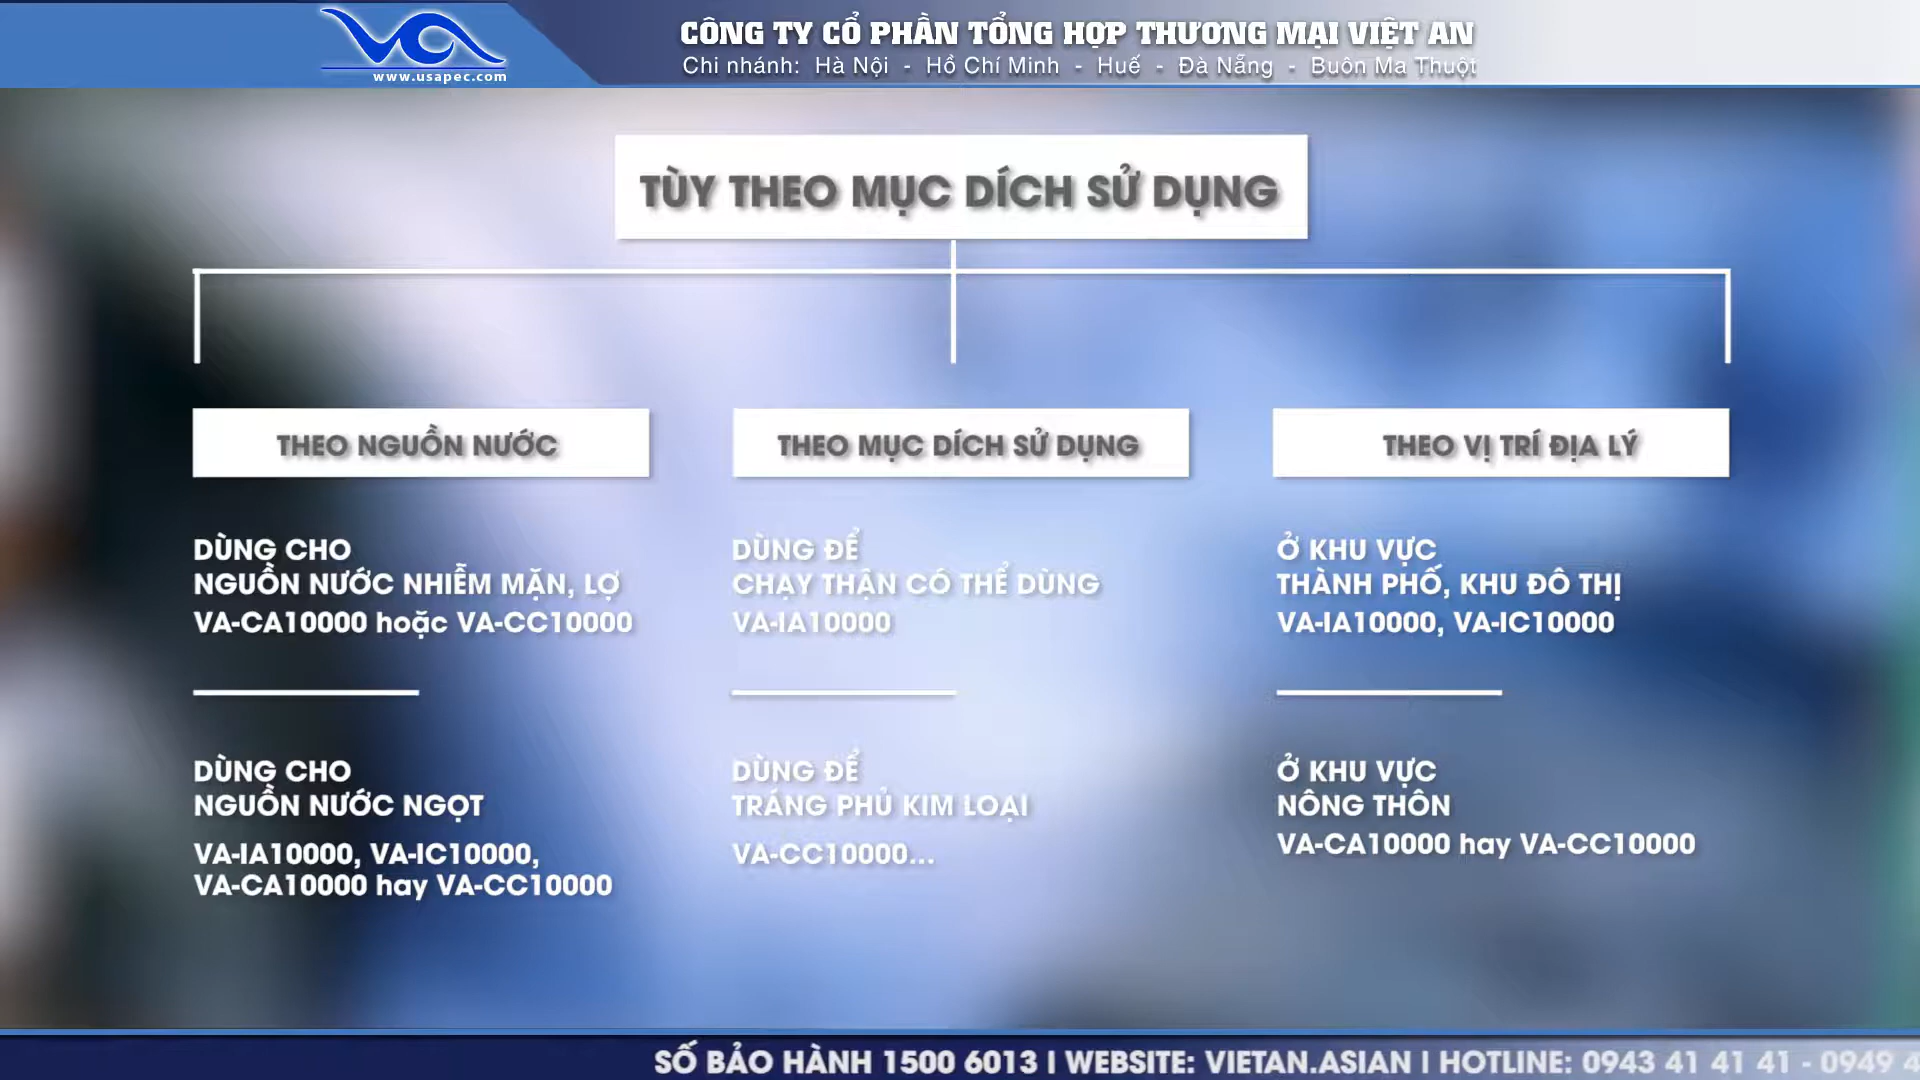 www.usapec.com
CÔNG TY CỔ PHẦN TỔNG HỢP THƯƠNG MẠI VIỆT AN
Chi nhánh: Hà Nội - Hồ Chí Minh - Huế - Đà Nẵng - Buôn Ma Thuột
TÙY THEO MỤC DÍCH SỬ DỤNG
THEO NGUỒN NƯỚC
DÙNG CHO
NGUỒN NƯỚC NHIỄM MẶN, LỢ
VA-CA10000 hoặc VA-CC10000
DÙNG CHO
NGUỒN NƯỚC NGỌT
VA-IA10000, VA-IC10000,
VA-CA10000 hay VA-CC10000
THEO MỤC DÍCH SỬ DỤNG
DÙNG ĐỂ
CHẠY THẬN CÓ THỂ DÙNG
VA-IA10000
DÙNG ĐỂ
TRÁNG PHỦ KIM LOẠI
VA-CC10000...
THEO VỊ TRÍ ĐỊA LÝ
Ở KHU VỰC
THÀNH PHỐ, KHU ĐÔ THỊ
VA-IA10000, VA-IC10000
Ở KHU VỰC
NÔNG THÔN
VA-CA10000 hay VA-CC10000
SỐ BẢO HÀNH 1500 6013 I WEBSITE: VIETAN.ASIAN I HOTLINE: 0943 41 41 41 - 0949 4